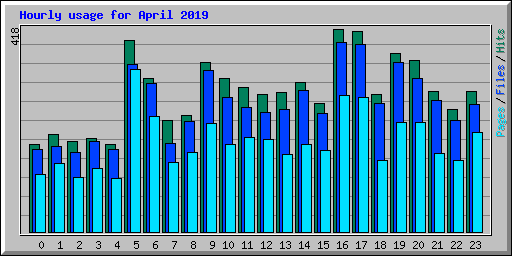 Hourly usage for April 2019
418
Pages / Files / Hits
0 1 2 3 4 5 6 7 8 9 10 11 12 13 14 15 16 17 18 19 20 21 22 23